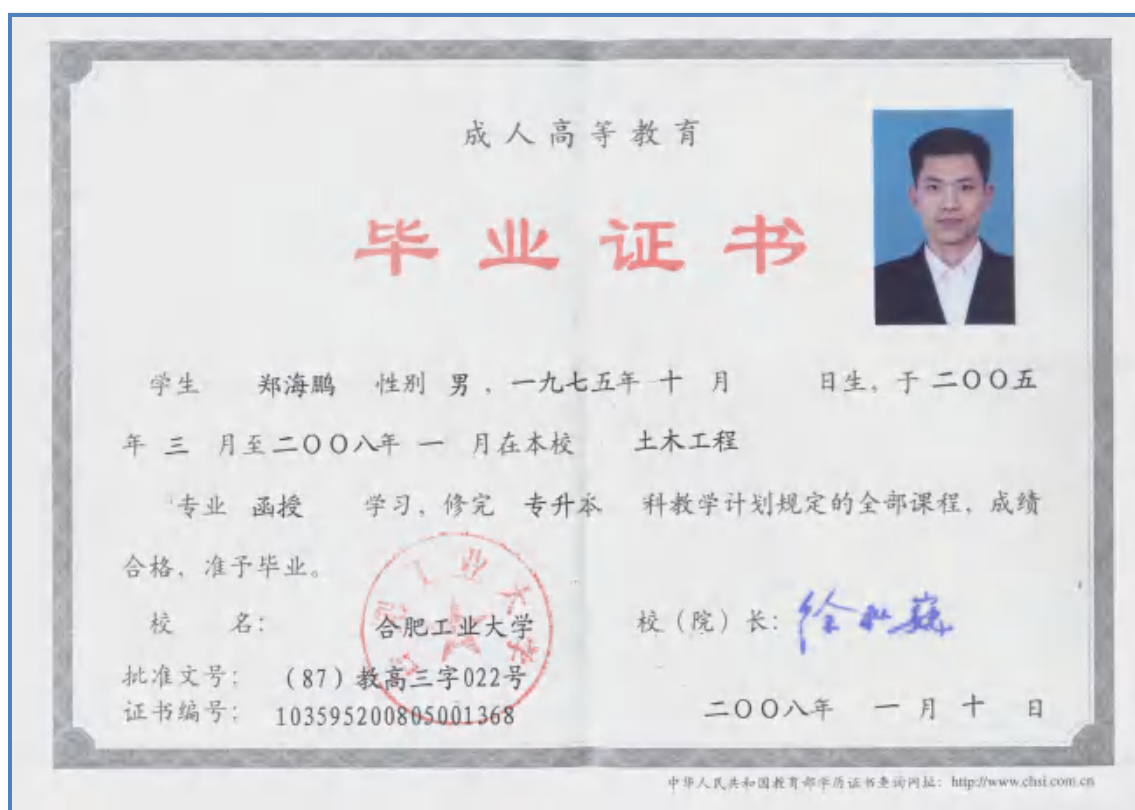 成人高等教育
毕业证书
学生 郑海鹏 性别 男，一九七五年 十 月 日生，于 二〇〇五
年 三 月至二〇〇八年 一 月在本校 土木工程
专业 函授 学习，修完 专升本 科教学计划规定的全部课程，成绩
合格，准予毕业。
校 名： 合肥工业大学
校（院）长：
批准文号：（87）教高三字022号
证书编号：103595200805001368
二〇〇八年 一 月 十 日
中华人民共和国教育部学历证书查询网址：http://www.chsi.com.cn